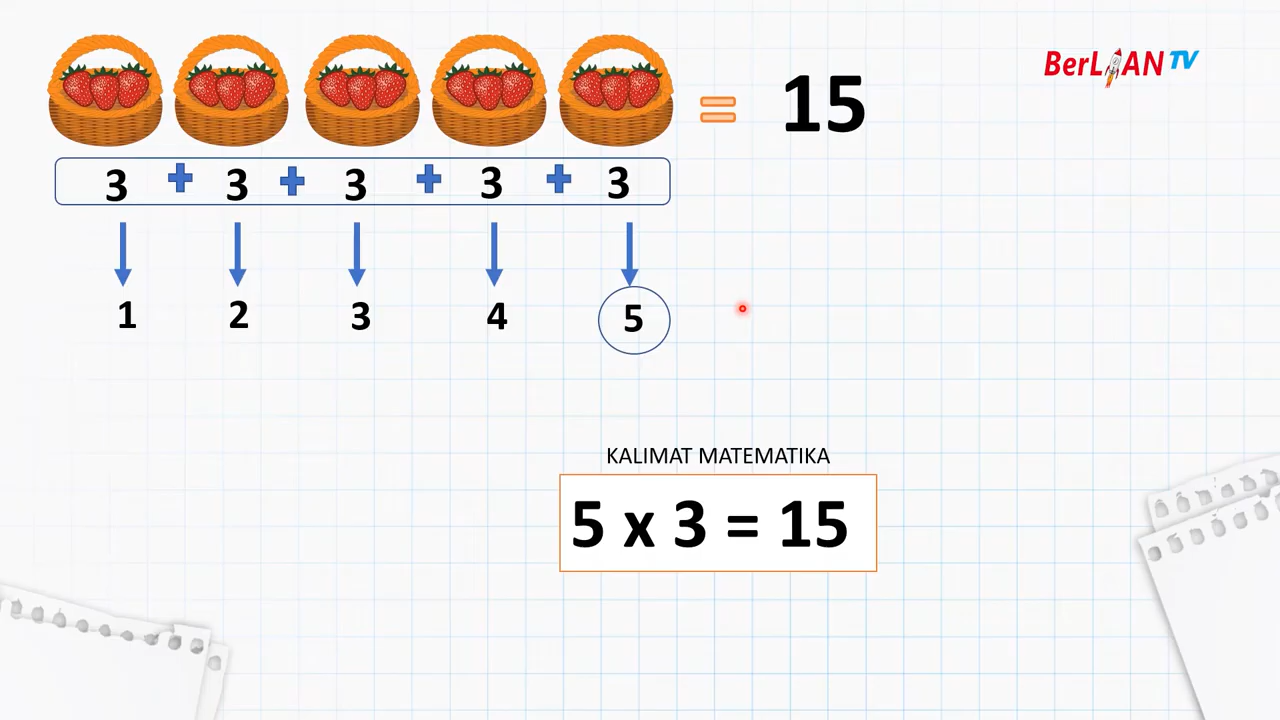 BerLiAN TV
= 15
3 + 3 + 3 + 3 + 3
1 2 3 4 5
KALIMAT MATEMATIKA
5 x 3 = 15